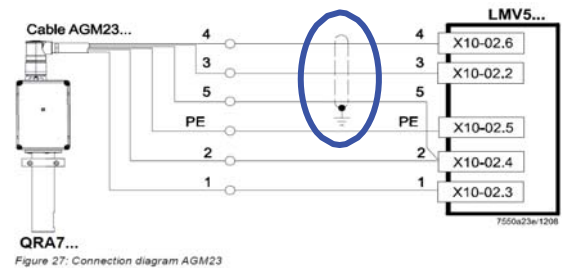 LMV5...
Cable AGM23...
4 4 X10-02.6
3 3 X10-02.2
5 5
PE PE X10-02.5
2 2 X10-02.4
1 1 X10-02.3
7550a23e/1208
QRA7...
Figure 27: Connection diagram AGM23